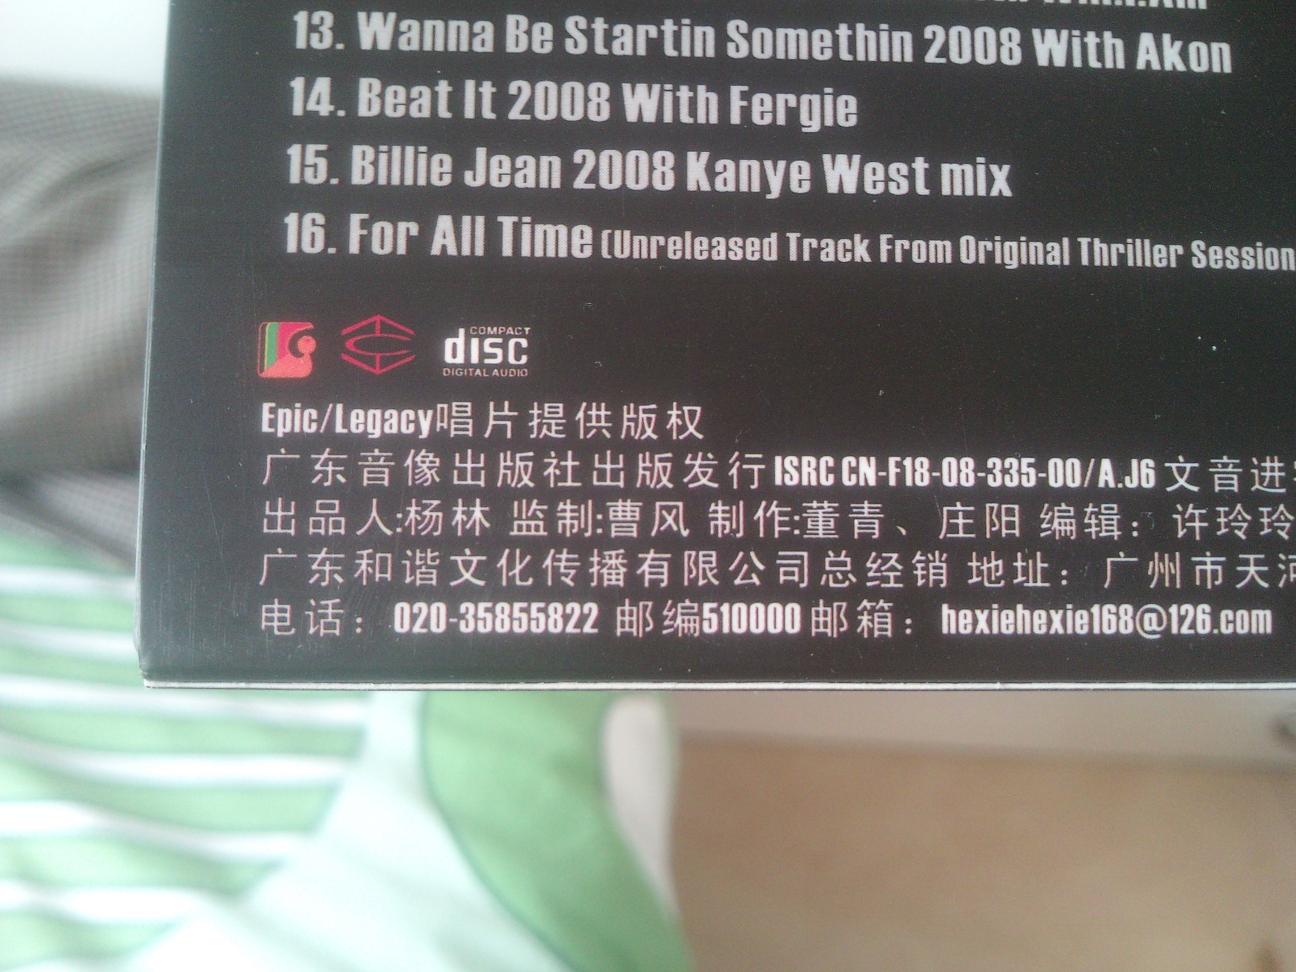 13. Wanna Be Startin Somethin 2008 With Akon
14. Beat It 2008 With Fergie
15. Billie Jean 2008 Kanye West mix
16. For All Time (Unreleased Track From Original Thriller Session
COMPACT
disc
DIGITAL AUDIO
Epic/Legacy唱片提供版权
广东音像出版社出版发行 ISRC CN-F18-08-335-00/A.J6 文音进
出品人:杨林 监制:曹风 制作:董青、庄阳 编辑：许玲玲
广东和谐文化传播有限公司总经销 地址：广州市天河
电话：020-35855822 邮编510000 邮箱：hexiehexie168@126.com